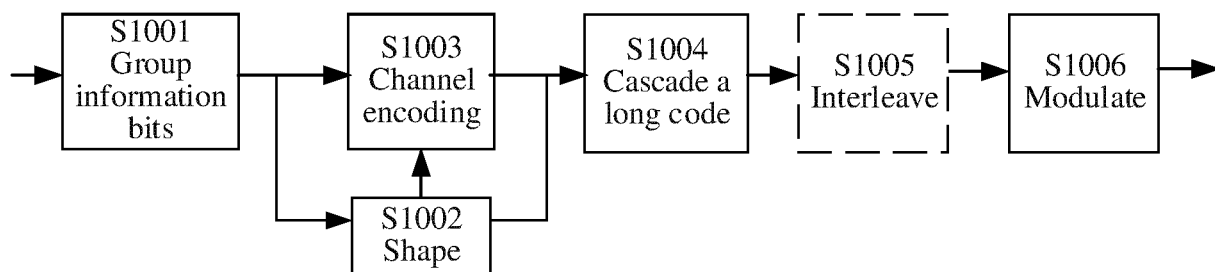 S1001
Group
information
bits
S1003
Channel
encoding
S1002
Shape
S1004
Cascade a
long code
S1005
Interleave
S1006
Modulate